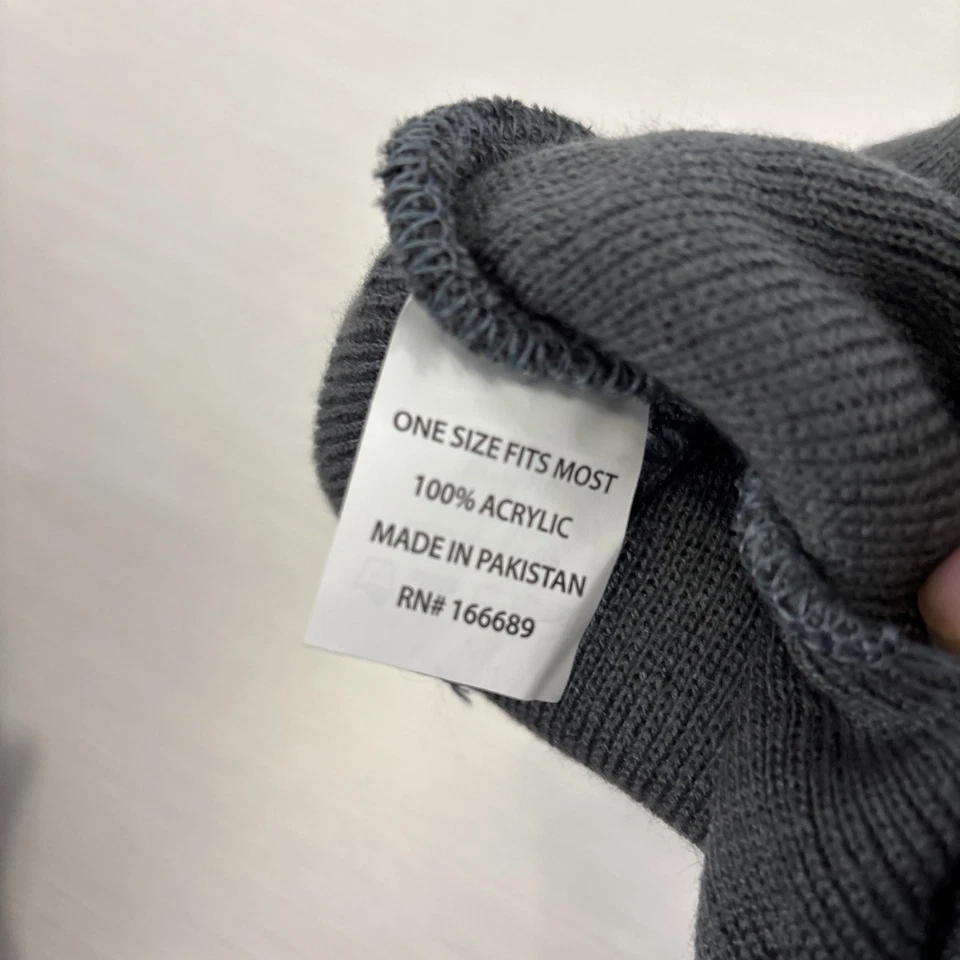 ONE SIZE FITS MOST
100% ACRYLIC
MADE IN PAKISTAN
RN# 166689